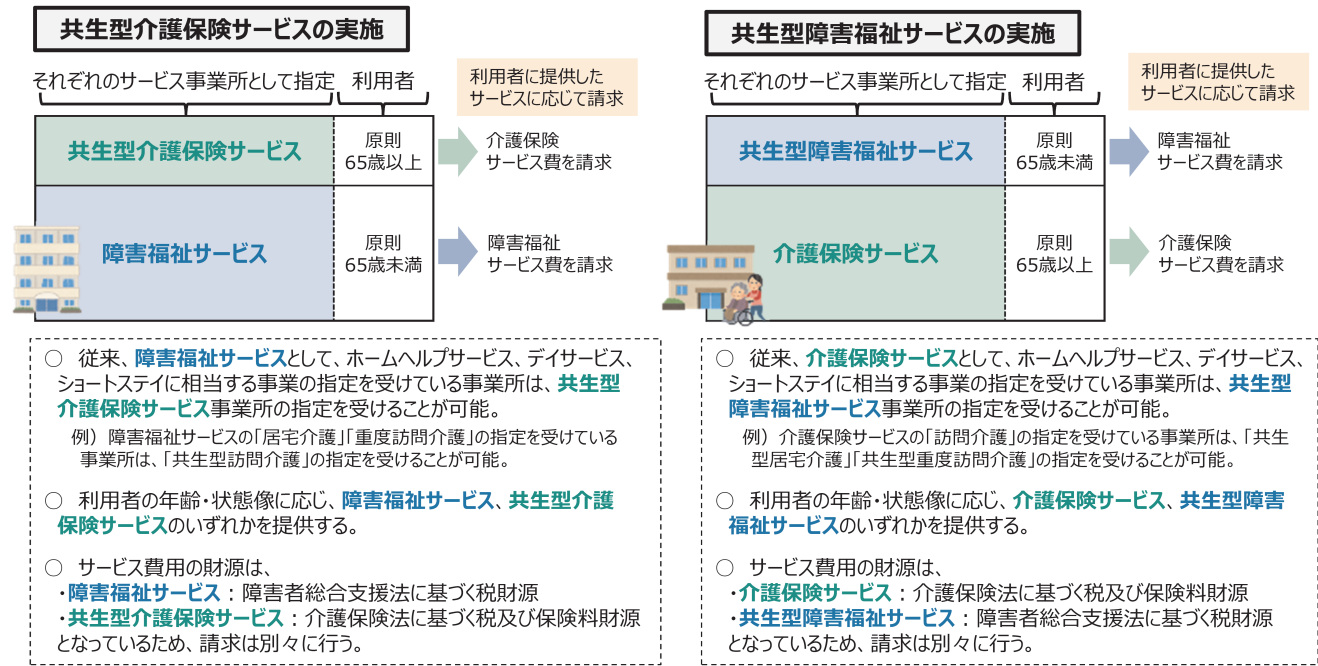 共生型介護保険サービスの実施
それぞれのサービス事業所として指定
利用者
利用者に提供した
サービスに応じて請求
共生型介護保険サービス
原則
65歳以上
介護保険
サービス費を請求
障害福祉サービス
原則
65歳未満
障害福祉
サービス費を請求
○ 従来、障害福祉サービスとして、ホームヘルプサービス、デイサービス、
ショートステイに相当する事業の指定を受けている事業所は、共生型
介護保険サービス事業所の指定を受けることが可能。
例）障害福祉サービスの「居宅介護」「重度訪問介護」の指定を受けている
事業所は、「共生型訪問介護」の指定を受けることが可能。
○ 利用者の年齢・状態像に応じ、障害福祉サービス、共生型介護
保険サービスのいずれかを提供する。
○ サービス費用の財源は、
・障害福祉サービス：障害者総合支援法に基づく税財源
・共生型介護保険サービス：介護保険法に基づく税及び保険料財源
となっているため、請求は別々に行う。
共生型障害福祉サービスの実施
それぞれのサービス事業所として指定
利用者
利用者に提供した
サービスに応じて請求
共生型障害福祉サービス
原則
65歳未満
障害福祉
サービス費を請求
介護保険サービス
原則
65歳以上
介護保険
サービス費を請求
○ 従来、介護保険サービスとして、ホームヘルプサービス、デイサービス、
ショートステイに相当する事業の指定を受けている事業所は、共生型
障害福祉サービス事業所の指定を受けることが可能。
例）介護保険サービスの「訪問介護」の指定を受けている事業所は、「共生
型居宅介護」「共生型重度訪問介護」の指定を受けることが可能。
○ 利用者の年齢・状態像に応じ、介護保険サービス、共生型障害
福祉サービスのいずれかを提供する。
○ サービス費用の財源は、
・介護保険サービス：介護保険法に基づく税及び保険料財源
・共生型障害福祉サービス：障害者総合支援法に基づく税財源
となっているため、請求は別々に行う。